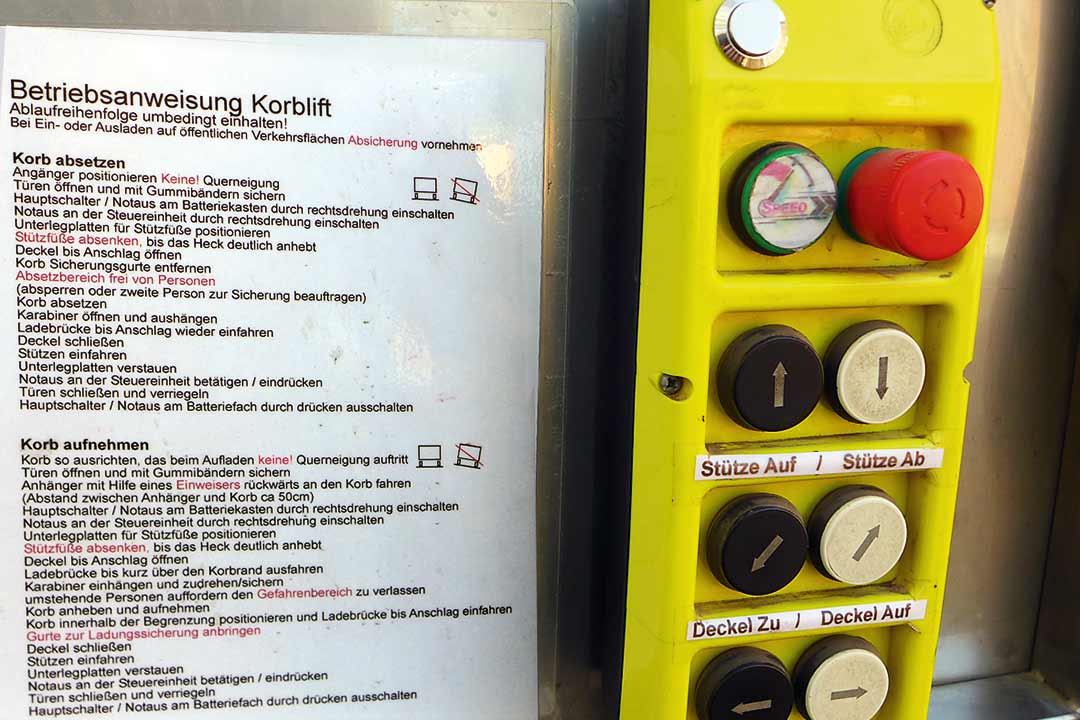 Betriebsanweisung Korblift
Ablaufreihenfolge umbedingt einhalten!
Bei Ein- oder Ausladen auf öffentlichen Verkehrsflächen Absicherung vornehmen
Korb absetzen
Angänger positionieren Keine! Querneigung
Türen öffnen und mit Gummibändern sichern
Hauptschalter / Notaus am Batteriekasten durch rechtsdrehung einschalten
Notaus an der Steuereinheit durch rechtsdrehung einschalten
Unterlegplatten für Stützfüße positionieren
Stützfüße absenken, bis das Heck deutlich anhebt
Deckel bis Anschlag öffnen
Korb Sicherungsgurte entfernen
Absetzbereich frei von Personen
(absperren oder zweite Person zur Sicherung beauftragen)
Korb absetzen
Karabiner öffnen und aushängen
Ladebrücke bis Anschlag wieder einfahren
Deckel schließen
Stützen einfahren
Unterlegplatten verstauen
Notaus an der Steuereinheit betätigen / eindrücken
Türen schließen und verriegeln
Hauptschalter / Notaus am Batteriefach durch drücken ausschalten
Korb aufnehmen
Korb so ausrichten, das beim Aufladen keine! Querneigung auftritt
Türen öffnen und mit Gummibändern sichern
Anhänger mit Hilfe eines Einweisers rückwärts an den Korb fahren
(Abstand zwischen Anhänger und Korb ca 50cm)
Hauptschalter / Notaus am Batteriekasten durch rechtsdrehung einschalten
Notaus an der Steuereinheit durch rechtsdrehung einschalten
Unterlegplatten für Stützfüße positionieren
Stützfüße absenken, bis das Heck deutlich anhebt
Deckel bis Anschlag öffnen
Ladebrücke bis kurz über den Korbrand ausfahren
Karabiner einhängen und zudrehen/sichern
umstehende Personen auffordern den Gefahrenbereich zu verlassen
Korb anheben und aufnehmen
Korb innerhalb der Begrenzung positionieren und Ladebrücke bis Anschlag einfahren
Gurte zur Ladungssicherung anbringen
Deckel schließen
Stützen einfahren
Unterlegplatten verstauen
Notaus an der Steuereinheit betätigen / eindrücken
Türen schließen und verriegeln
Hauptschalter / Notaus am Batteriefach durch drücken ausschalten
SPEED
Stütze Auf / Stütze Ab
Deckel Zu / Deckel Auf